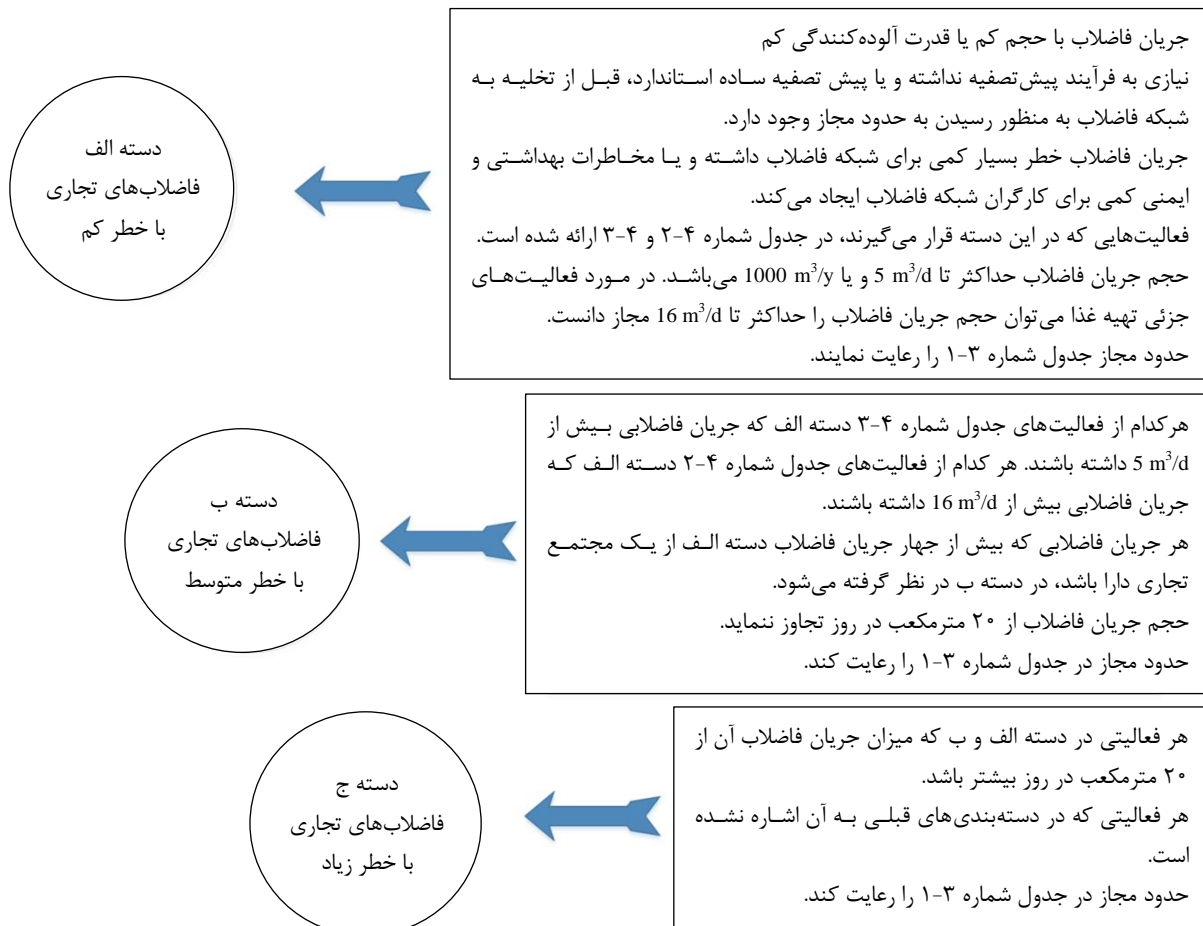 جریان فاضلاب با حجم کم یا قدرت آلوده‌کنندگی کم
نیازی به فرآیند پیش‌تصفیه نداشته و یا پیش تصفیه ساده استاندارد، قبل از تخلیه به
شبکه فاضلاب به منظور رسیدن به حدود مجاز وجود دارد.
جریان فاضلاب خطر بسیار کمی برای شبکه فاضلاب داشته و یا مخاطرات بهداشتی و
ایمنی کمی برای کارگران شبکه فاضلاب ایجاد می‌کند.
فعالیت‌هایی که در این دسته قرار می‌گیرند، در جدول شماره ۴-۲ و ۴-۳ ارائه شده است.
حجم جریان فاضلاب حداکثر تا 5 m³/d و یا 1000 m³/y می‌باشد. در مورد فعالیت‌های
جزئی تهیه غذا می‌توان حجم جریان فاضلاب را حداکثر تا 16 m³/d مجاز دانست.
حدود مجاز جدول شماره ۳-۱ را رعایت نمایند.
دسته الف
فاضلاب‌های تجاری
با خطر کم
هرکدام از فعالیت‌های جدول شماره ۴-۳ دسته الف که جریان فاضلابی بیش از
5 m³/d داشته باشند. هر کدام از فعالیت‌های جدول شماره ۴-۲ دسته الف که
جریان فاضلابی بیش از 16 m³/d داشته باشند.
هر جریان فاضلابی که بیش از جهار جریان فاضلاب دسته الف از یک مجتمع
تجاری دارا باشد، در دسته ب در نظر گرفته می‌شود.
حجم جریان فاضلاب از ۲۰ مترمکعب در روز تجاوز ننماید.
حدود مجاز در جدول شماره ۳-۱ را رعایت کند.
دسته ب
فاضلاب‌های تجاری
با خطر متوسط
هر فعالیتی در دسته الف و ب که میزان جریان فاضلاب آن از
۲۰ مترمکعب در روز بیشتر باشد.
هر فعالیتی که در دسته‌بندی‌های قبلی به آن اشاره نشده
است.
حدود مجاز در جدول شماره ۳-۱ را رعایت کند.
دسته ج
فاضلاب‌های تجاری
با خطر زیاد